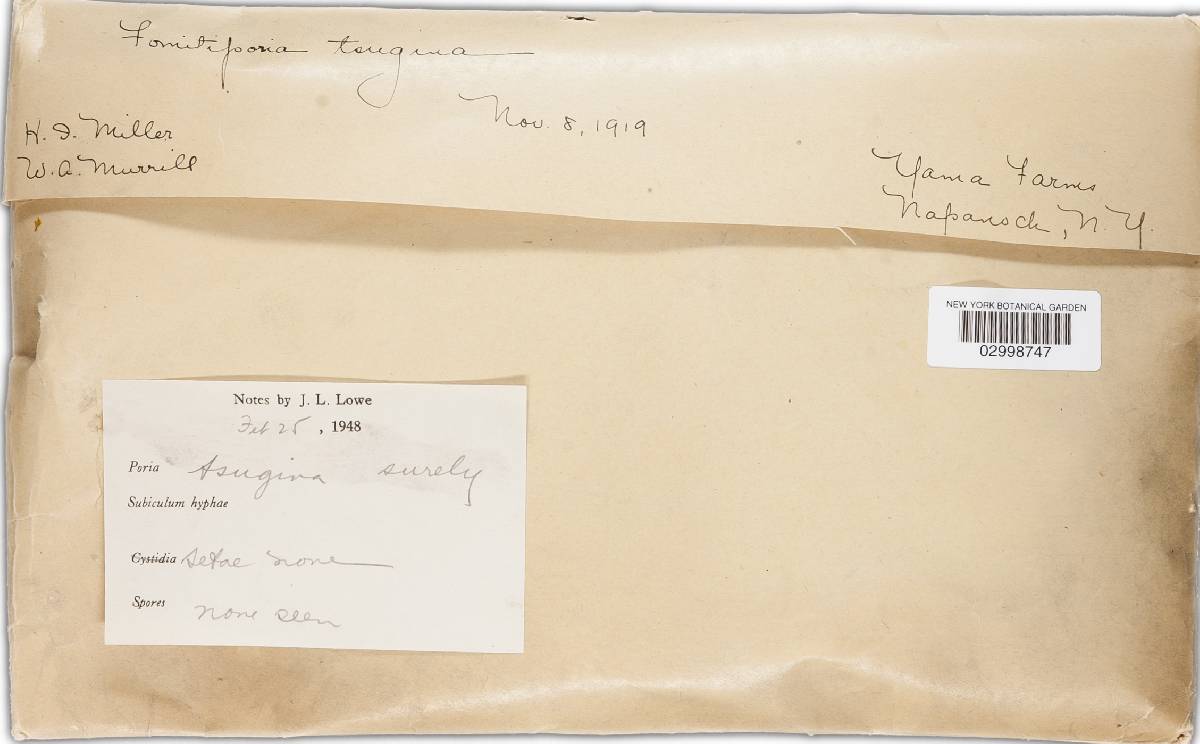 Fomitiporia tsugina
Nov. 8, 1919
H. I. Miller
W. A. Murrill
Yama Farms
Napanoch, N. Y.
NEW YORK BOTANICAL GARDEN
02998747
Notes by J. L. Lowe
Feb 25, 1948
Poria tsugina surely
Subiculum hyphae
Cystidia Setae none
Spores none seen